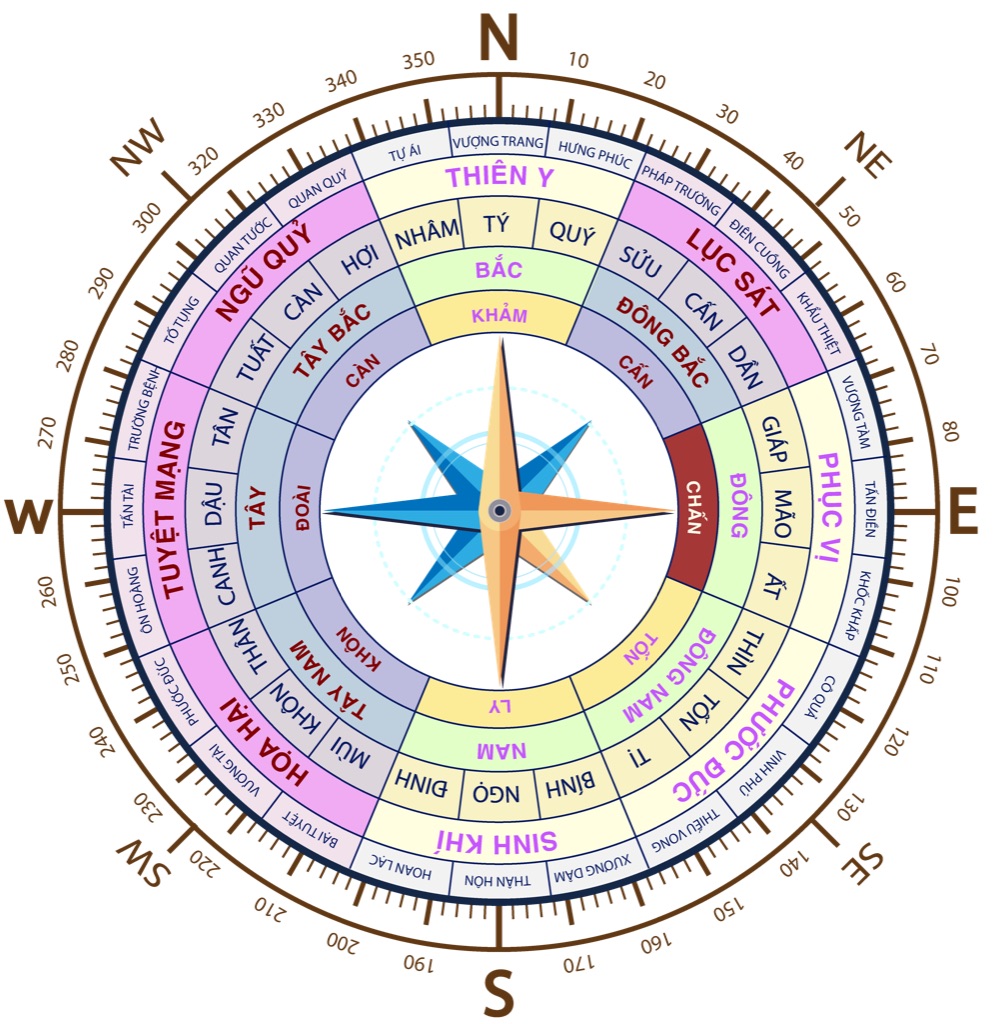 N
NE
E
SE
S
SW
W
NW
10
20
30
40
50
60
70
80
100
110
120
130
140
150
160
170
190
200
210
220
230
240
250
260
270
280
290
300
320
330
340
350
TỰ ÁI
VƯỢNG TRANG
HƯNG PHÚC
PHÁP TRƯỜNG
ĐIÊN CUỒNG
KHẨU THIỆT
VƯỢNG TÀM
TẤN ĐIỀN
KHỐC KHẤP
CÔ QUẢ
VINH PHÚ
THIẾU VONG
XƯƠNG DÂM
THÂN HÔN
HOAN LẠC
BẠI TUYỆT
VƯỢNG TÀI
PHƯỚC ĐỨC
ÔN HOÀNG
TẤN TÀI
TRƯỜNG BỆNH
TỐ TỤNG
QUAN TƯỚC
QUAN QUÝ
THIÊN Y
LỤC SÁT
PHỤC VỊ
PHƯỚC ĐỨC
SINH KHÍ
HỌA HẠI
TUYỆT MẠNG
NGŨ QUỶ
NHÂM
TÝ
QUÝ
SỬU
CẤN
DẦN
GIÁP
MÃO
ẤT
THÌN
TỐN
TỊ
BÍNH
NGỌ
ĐINH
MÙI
KHÔN
THÂN
CANH
DẬU
TÂN
TUẤT
CÀN
HỢI
BẮC
ĐÔNG BẮC
ĐÔNG
ĐÔNG NAM
NAM
TÂY NAM
TÂY
TÂY BẮC
KHẢM
CẤN
CHẤN
TỐN
LY
KHÔN
ĐOÀI
CÀN